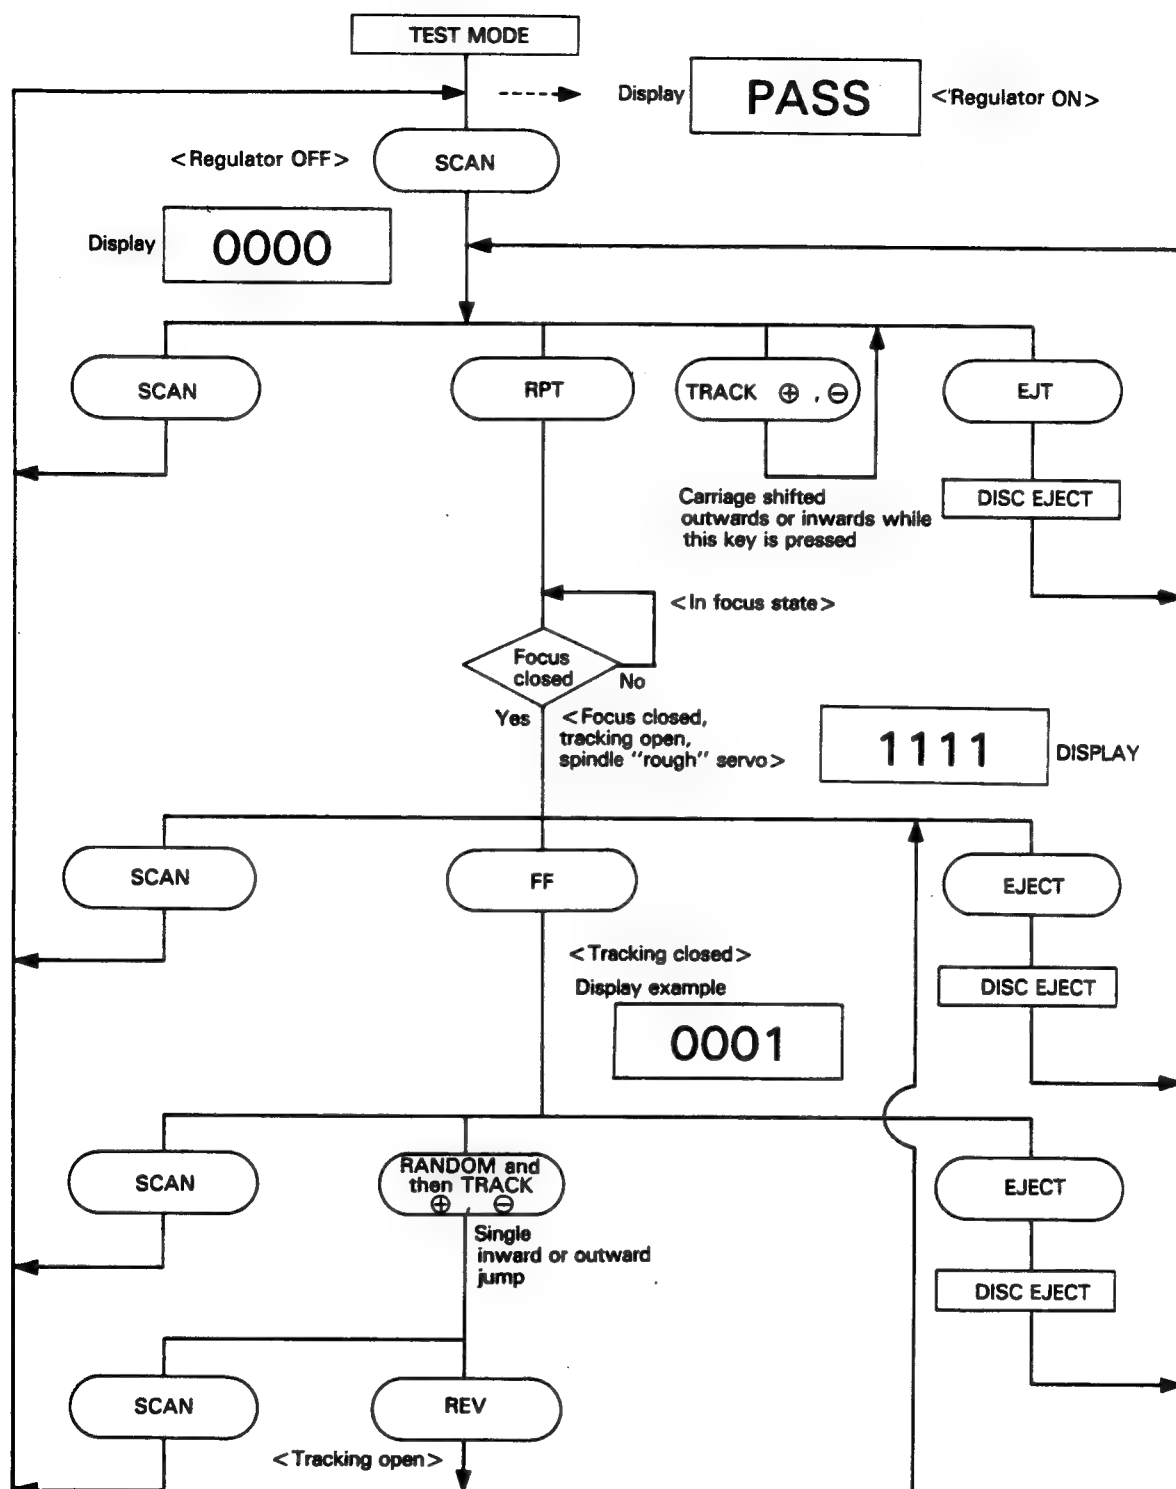 TEST MODE
Display
PASS
<Regulator ON>
<Regulator OFF>
SCAN
Display
0000
SCAN
RPT
TRACK ⊕ , ⊖
EJT
Carriage shifted
outwards or inwards while
this key is pressed
DISC EJECT
<In focus state>
Focus
closed
No
Yes
<Focus closed,
tracking open,
spindle "rough" servo>
1111
DISPLAY
SCAN
FF
EJECT
<Tracking closed>
Display example
0001
DISC EJECT
SCAN
RANDOM and
then TRACK
⊕ , ⊖
EJECT
Single
inward or outward
jump
DISC EJECT
SCAN
REV
<Tracking open>